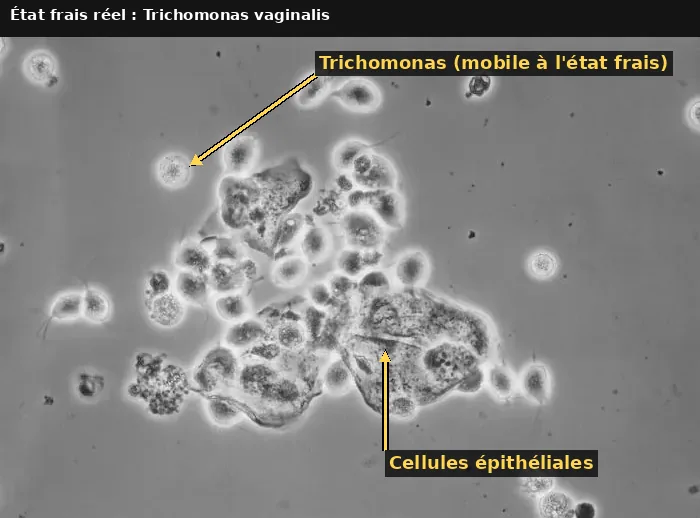 État frais réel : Trichomonas vaginalis
Trichomonas (mobile à l'état frais)
Cellules épithéliales